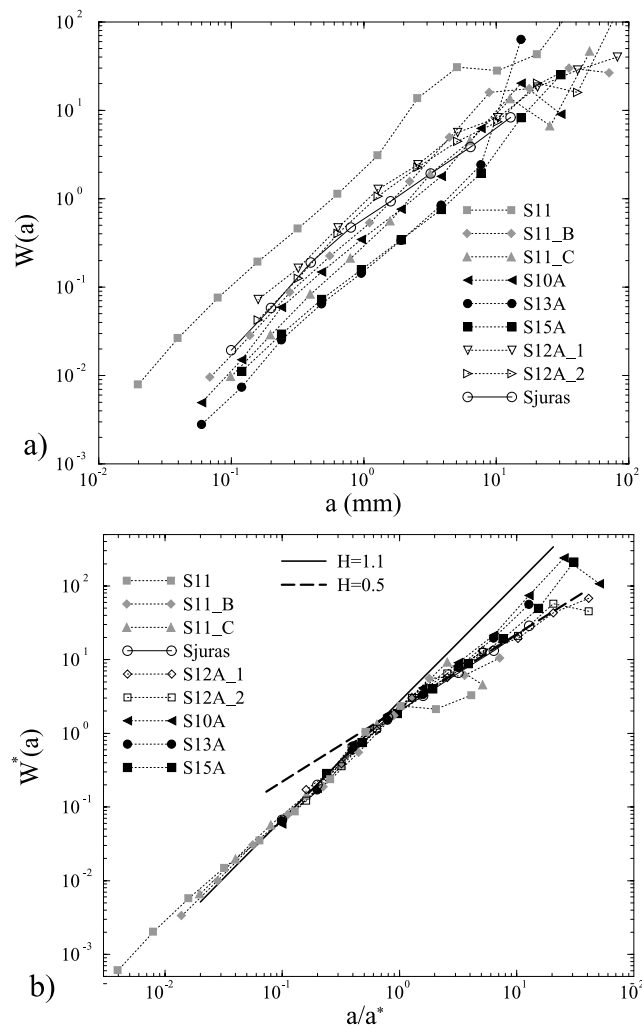 a)
W(a)
10^2
10^1
10^0
10^-1
10^-2
10^-3
10^-2
10^-1
10^0
10^1
10^2
a (mm)
S11
S11_B
S11_C
S10A
S13A
S15A
S12A_1
S12A_2
Sjuras
b)
W*(a)
10^2
10^1
10^0
10^-1
10^-2
10^-3
10^-2
10^-1
10^0
10^1
10^2
a/a*
S11
S11_B
S11_C
Sjuras
S12A_1
S12A_2
S10A
S13A
S15A
H=1.1
H=0.5